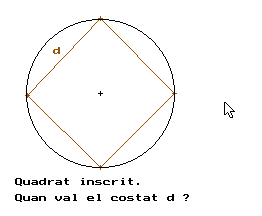 d
Quadrat inscrit.
Quan val el costat d ?